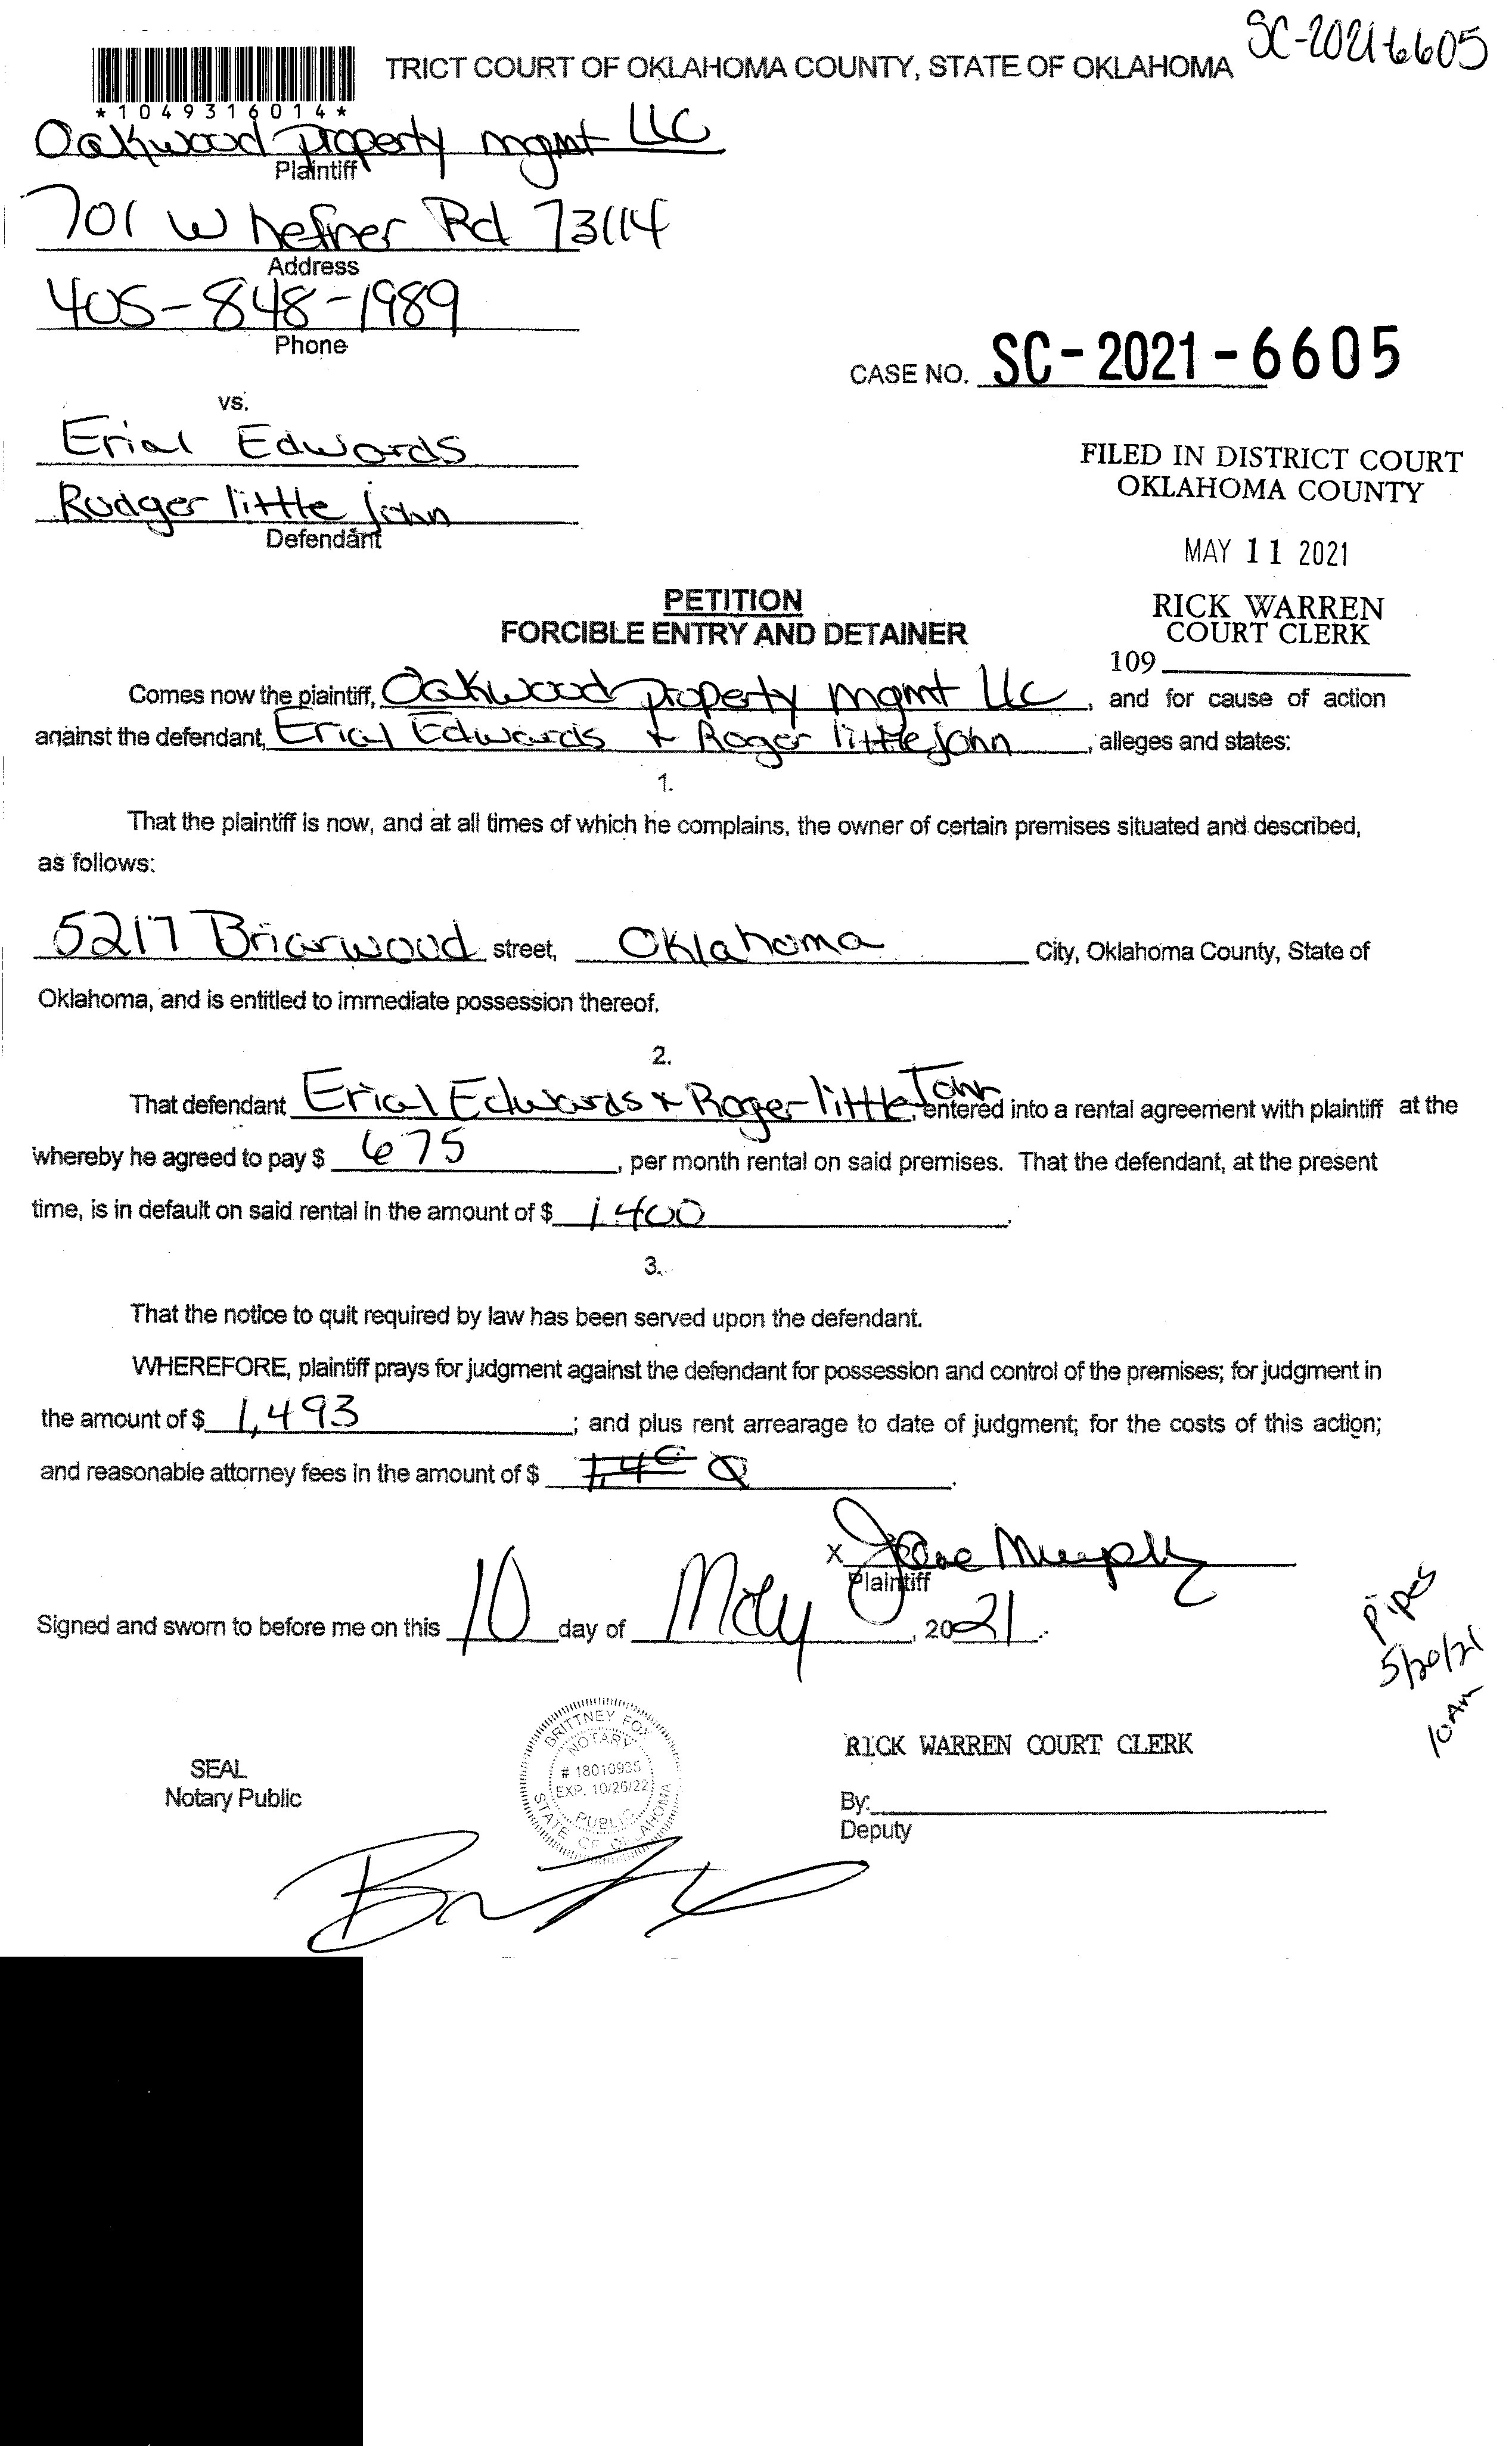 SC-2021-6605
TRICT COURT OF OKLAHOMA COUNTY, STATE OF OKLAHOMA
*1049316014*
Oakwood property mgmt LLC
Plaintiff
701 W hefner Rd 73114
Address
405-848-1989
Phone
CASE NO. SC-2021-6605
vs.
Erial Edwards
Rodger little john
Defendant
FILED IN DISTRICT COURT
OKLAHOMA COUNTY
MAY 11 2021
RICK WARREN
COURT CLERK
109
PETITION
FORCIBLE ENTRY AND DETAINER
Comes now the plaintiff, Oakwood property mgmt LLC, and for cause of action
against the defendant, Erial Edwards + Roger little john, alleges and states:
1.
That the plaintiff is now, and at all times of which he complains, the owner of certain premises situated and described,
as follows:
5217 Briarwood street, Oklahoma City, Oklahoma County, State of
Oklahoma, and is entitled to immediate possession thereof.
2.
That defendant Erial Edwards + Roger little John, entered into a rental agreement with plaintiff at the
whereby he agreed to pay $ 675, per month rental on said premises. That the defendant, at the present
time, is in default on said rental in the amount of $ 1400.
3.
That the notice to quit required by law has been served upon the defendant.
WHEREFORE, plaintiff prays for judgment against the defendant for possession and control of the premises; for judgment in
the amount of $ 1,493; and plus rent arrearage to date of judgment; for the costs of this action;
and reasonable attorney fees in the amount of $
x
Plaintiff
Signed and sworn to before me on this 10 day of May, 2021.
Pipes
5/20/21
10 Am
BRITTNEY FOX
NOTARY
# 18010935
EXP. 10/26/22
PUBLIC
STATE OF OKLAHOMA
SEAL
Notary Public
RICK WARREN COURT CLERK
By:
Deputy